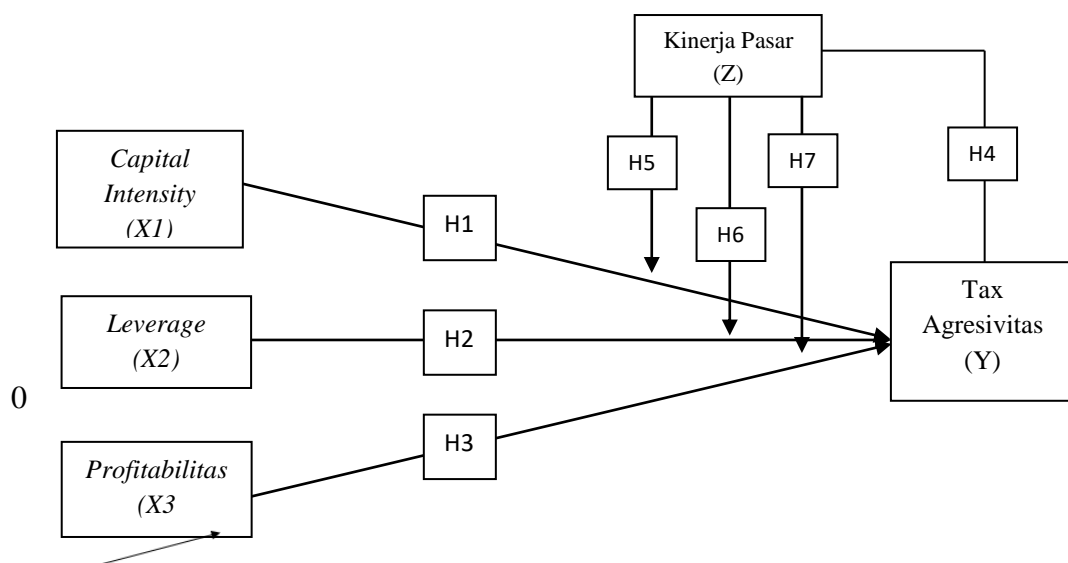 Kinerja Pasar
(Z)
Capital
Intensity
(X1)
H5
H7
H4
H1
H6
Leverage
(X2)
H2
Tax
Agresivitas
(Y)
0
H3
Profitabilitas
(X3